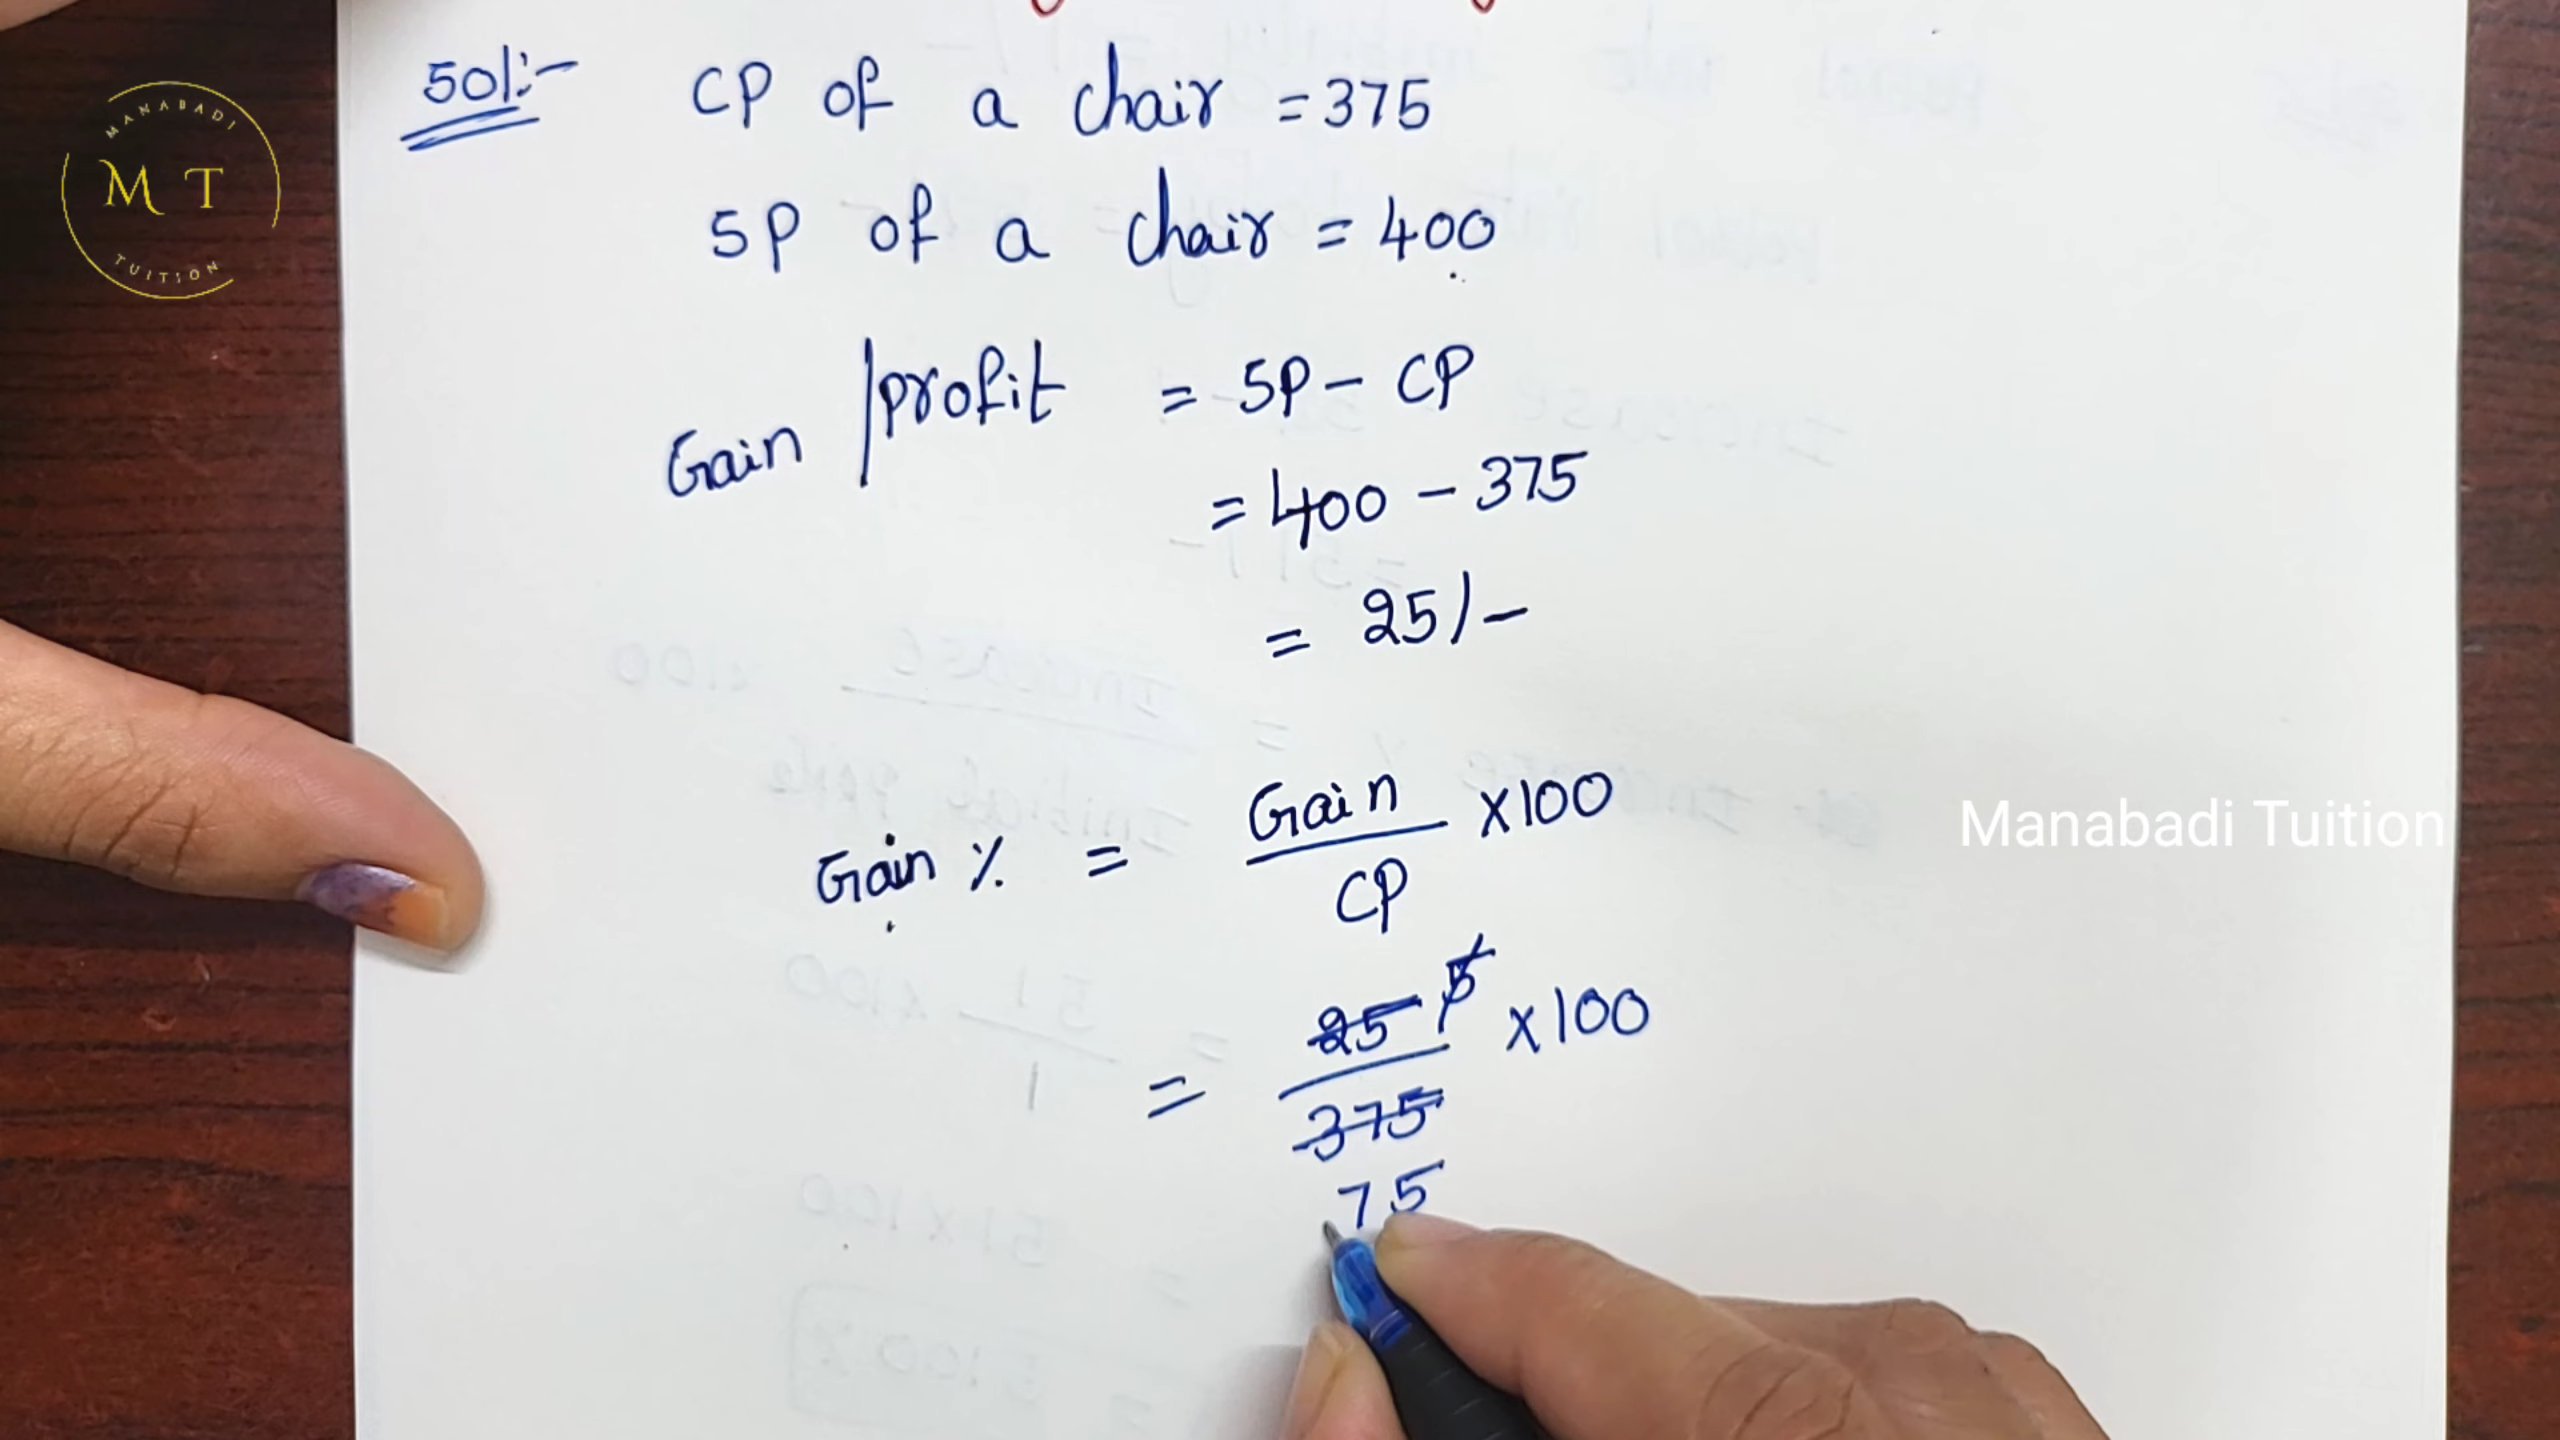 MANABADI
MT
TUITION
Sol:-
CP of a chair = 375
SP of a chair = 400
Gain /profit = SP - CP
= 400 - 375
= 25/-
Gain % = Gain x100
CP
= 25 5 x100
375
75
Manabadi Tuition